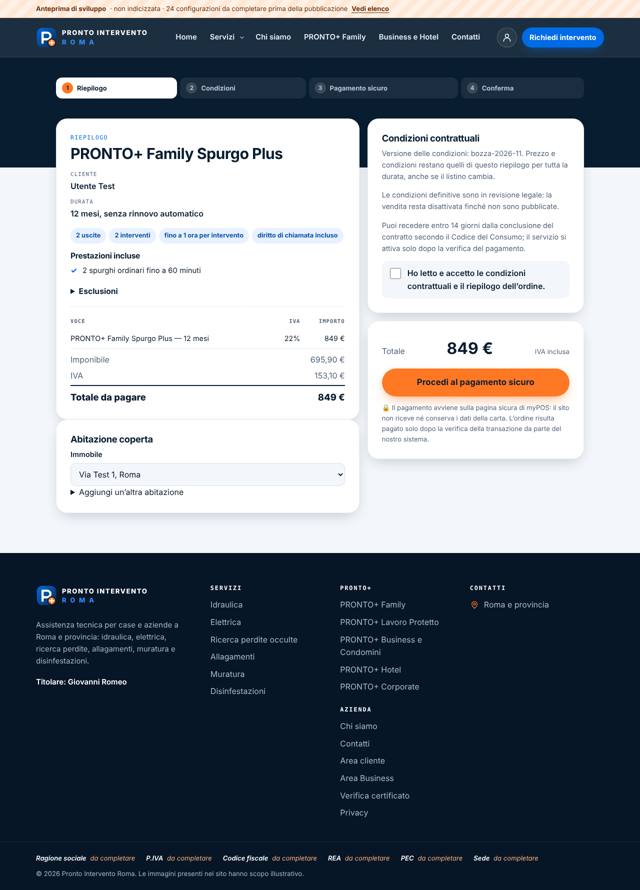 Anteprima di sviluppo · non indicizzata · 24 configurazioni da completare prima della pubblicazione Vedi elenco
PRONTO INTERVENTO
ROMA
Home Servizi Chi siamo PRONTO+ Family Business e Hotel Contatti Richiedi intervento
1 Riepilogo
2 Condizioni
3 Pagamento sicuro
4 Conferma
RIEPILOGO
PRONTO+ Family Spurgo Plus
CLIENTE
Utente Test
DURATA
12 mesi, senza rinnovo automatico
2 uscite 2 interventi fino a 1 ora per intervento diritto di chiamata incluso
Prestazioni incluse
✓ 2 spurghi ordinari fino a 60 minuti
▶ Esclusioni
VOCE IVA IMPORTO
PRONTO+ Family Spurgo Plus — 12 mesi 22% 849 €
Imponibile 695,90 €
IVA 153,10 €
Totale da pagare 849 €
Abitazione coperta
Immobile
Via Test 1, Roma
▶ Aggiungi un'altra abitazione
Condizioni contrattuali
Versione delle condizioni: bozza-2026-11. Prezzo e
condizioni restano quelli di questo riepilogo per tutta la
durata, anche se il listino cambia.
Le condizioni definitive sono in revisione legale: la
vendita resta disattivata finché non sono pubblicate.
Puoi recedere entro 14 giorni dalla conclusione del
contratto secondo il Codice del Consumo; il servizio si
attiva solo dopo la verifica del pagamento.
Ho letto e accetto le condizioni
contrattuali e il riepilogo dell'ordine.
Totale 849 € IVA inclusa
Procedi al pagamento sicuro
🔒 Il pagamento avviene sulla pagina sicura di myPOS: il sito
non riceve né conserva i dati della carta. L'ordine risulta
pagato solo dopo la verifica della transazione da parte del
nostro sistema.
PRONTO INTERVENTO
ROMA
Assistenza tecnica per case e aziende a
Roma e provincia: idraulica, elettrica,
ricerca perdite, allagamenti, muratura e
disinfestazioni.
Titolare: Giovanni Romeo
SERVIZI
Idraulica
Elettrica
Ricerca perdite occulte
Allagamenti
Muratura
Disinfestazioni
PRONTO+
PRONTO+ Family
PRONTO+ Lavoro Protetto
PRONTO+ Business e
Condomini
PRONTO+ Hotel
PRONTO+ Corporate
AZIENDA
Chi siamo
Contatti
Area cliente
Area Business
Verifica certificato
Privacy
CONTATTI
Roma e provincia
Ragione sociale da completare P.IVA da completare Codice fiscale da completare REA da completare PEC da completare Sede da completare
© 2026 Pronto Intervento Roma. Le immagini presenti nel sito hanno scopo illustrativo.